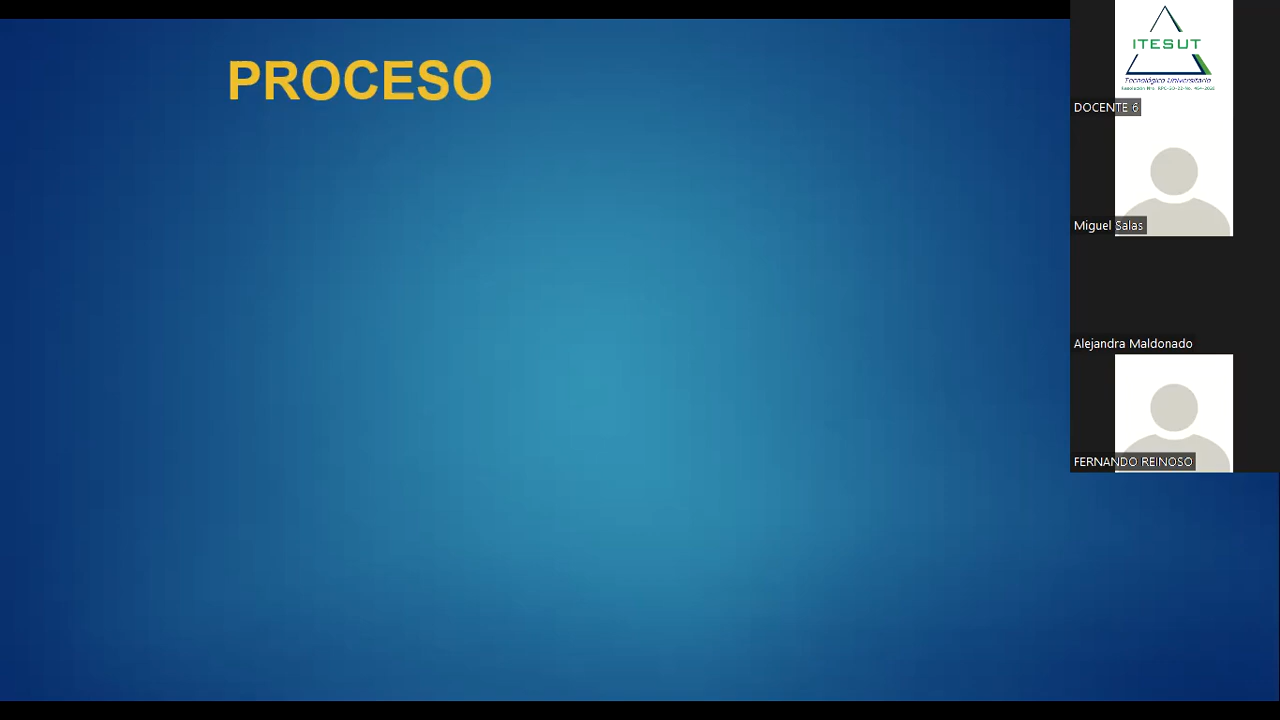 PROCESO
ITESUT
Tecnológico Universitario
DOCENTE 6
Miguel Salas
Alejandra Maldonado
FERNANDO REINOSO